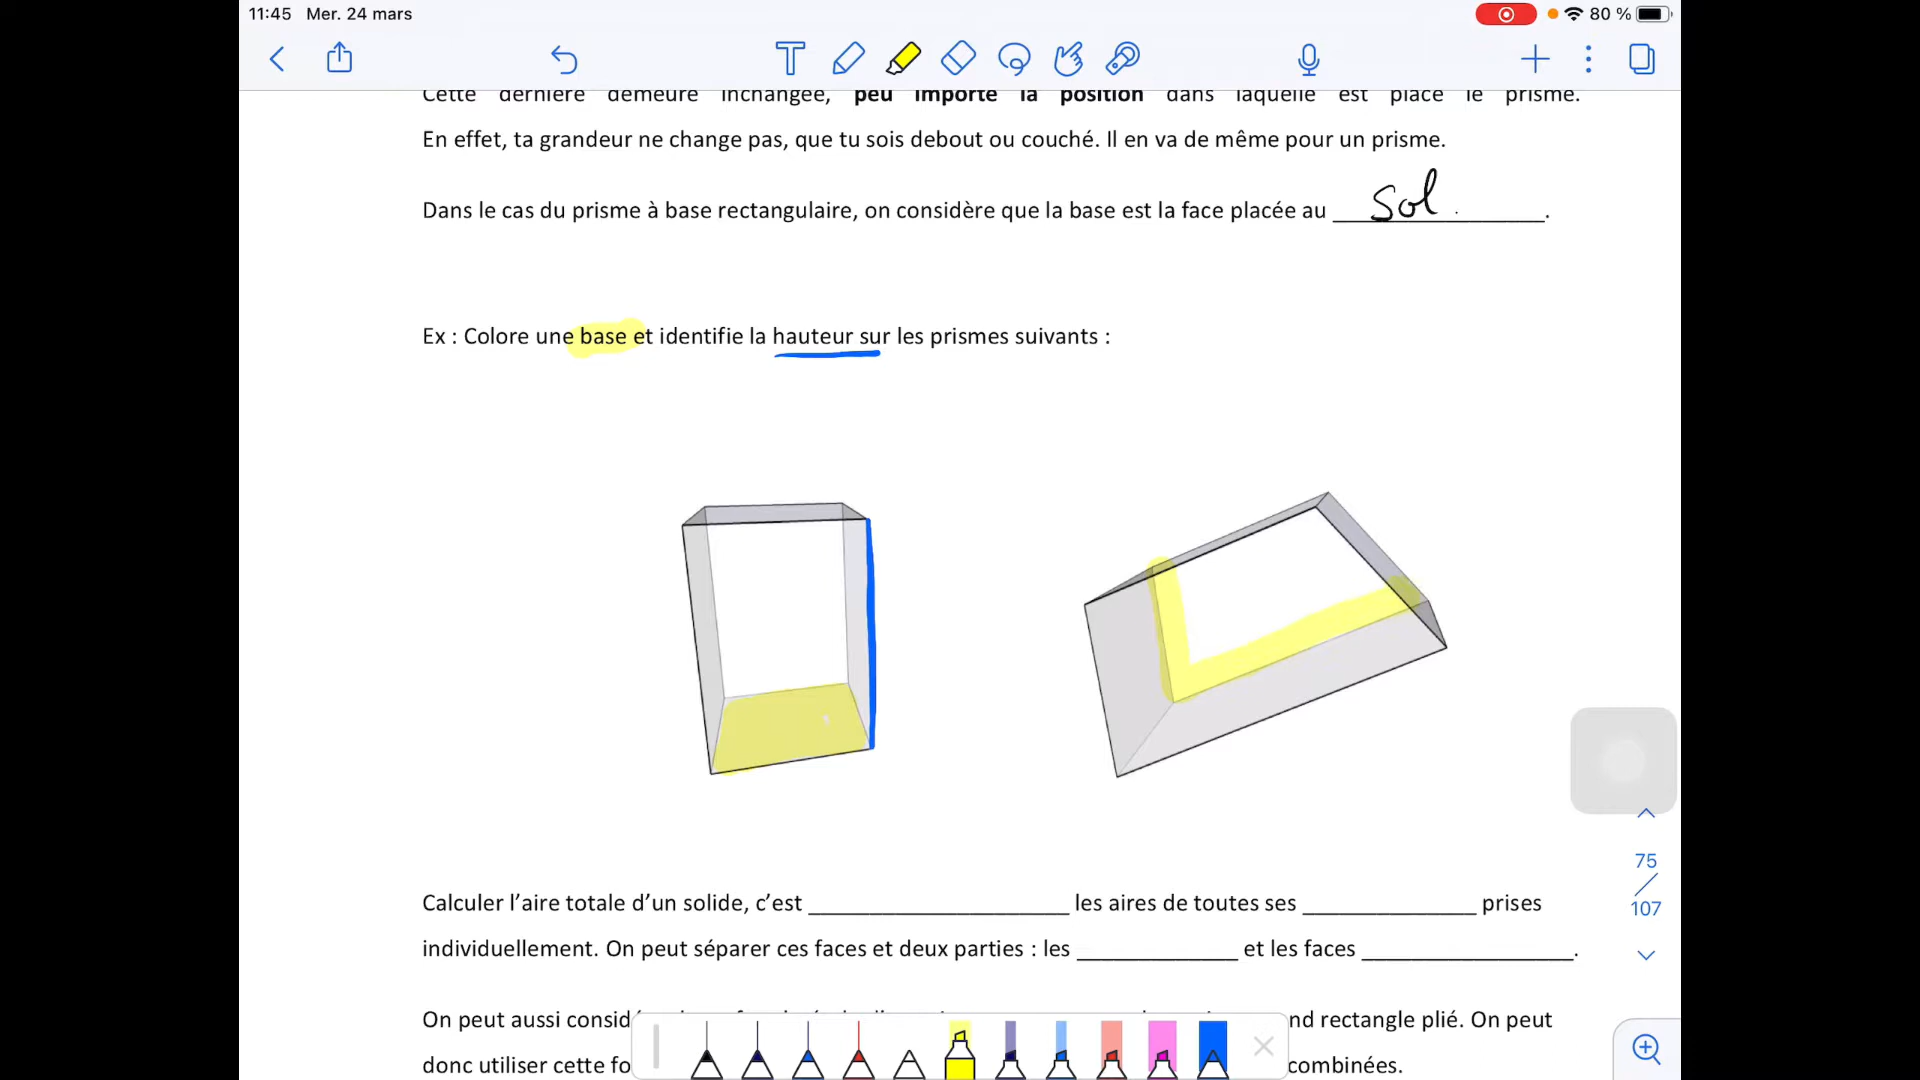 11:45 Mer. 24 mars 80 %
Cette dernière demeure inchangée, peu importe la position dans laquelle est placé le prisme.
En effet, ta grandeur ne change pas, que tu sois debout ou couché. Il en va de même pour un prisme.
Dans le cas du prisme à base rectangulaire, on considère que la base est la face placée au Sol.
Ex : Colore une base et identifie la hauteur sur les prismes suivants :
75
107
Calculer l’aire totale d’un solide, c’est ____________________ les aires de toutes ses ______________ prises
individuellement. On peut séparer ces faces et deux parties : les _____________ et les faces _________________.
On peut aussi nd rectangle plié. On peut
donc utiliser cette combinées.